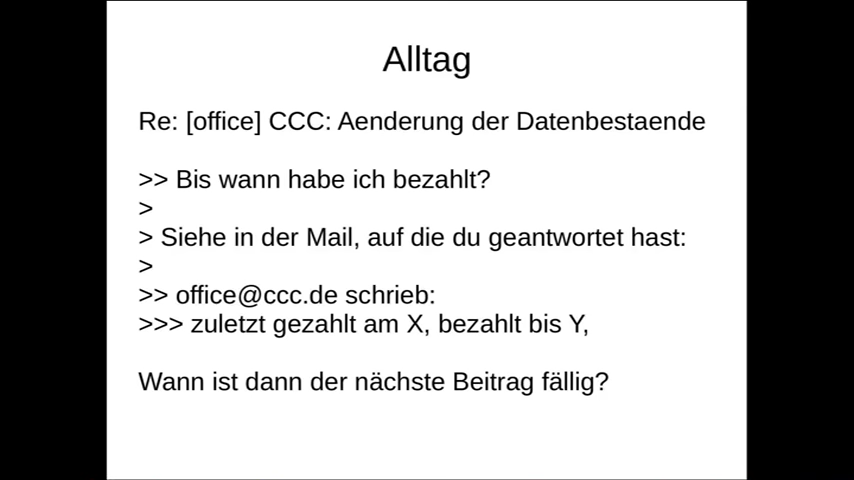 Alltag
Re: [office] CCC: Aenderung der Datenbestaende
>> Bis wann habe ich bezahlt?
>
> Siehe in der Mail, auf die du geantwortet hast:
>
>> office@ccc.de schrieb:
>>> zuletzt gezahlt am X, bezahlt bis Y,
Wann ist dann der nächste Beitrag fällig?